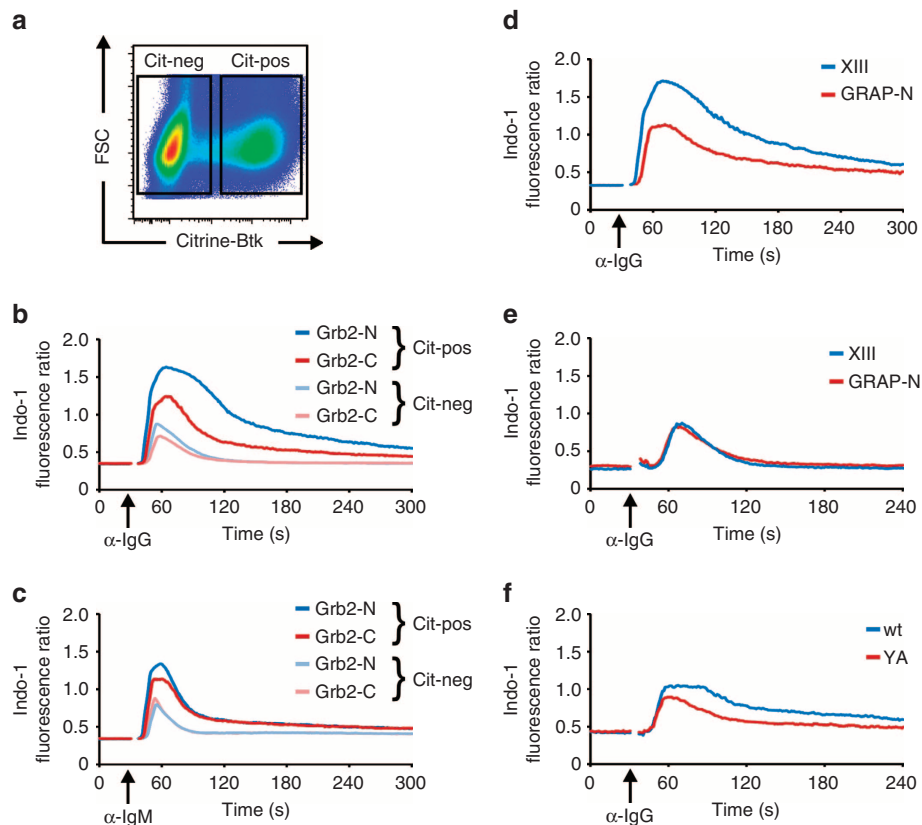 a
Cit-neg Cit-pos
FSC
Citrine-Btk
b
Indo-1
fluorescence ratio
2.0
1.5
1.0
0.5
0
0 60 120 180 240 300
Time (s)
α-IgG
Grb2-N
Grb2-C
} Cit-pos
Grb2-N
Grb2-C
} Cit-neg
c
Indo-1
fluorescence ratio
2.0
1.5
1.0
0.5
0
0 60 120 180 240 300
Time (s)
α-IgM
Grb2-N
Grb2-C
} Cit-pos
Grb2-N
Grb2-C
} Cit-neg
d
Indo-1
fluorescence ratio
2.0
1.5
1.0
0.5
0
0 60 120 180 240 300
Time (s)
α-IgG
XIII
GRAP-N
e
Indo-1
fluorescence ratio
2.0
1.5
1.0
0.5
0
0 60 120 180 240
Time (s)
α-IgG
XIII
GRAP-N
f
Indo-1
fluorescence ratio
2.0
1.5
1.0
0.5
0
0 60 120 180 240
Time (s)
α-IgG
wt
YA